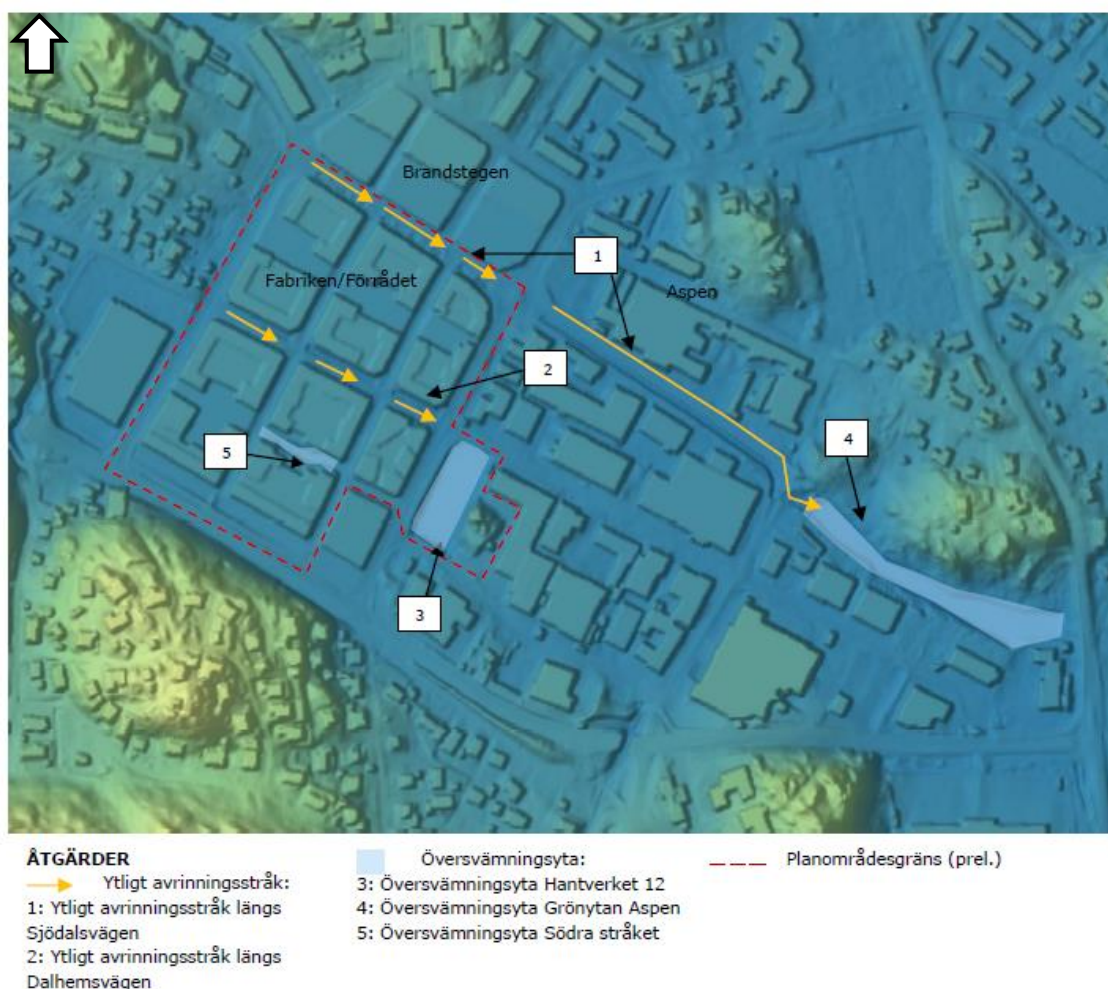 Brandstegen
1
Fabriken/Förrådet
Aspen
2
4
5
3
ÅTGÄRDER
Ytligt avrinningsstråk:
1: Ytligt avrinningsstråk längs
Sjödalsvägen
2: Ytligt avrinningsstråk längs
Dalhemsvägen
Översvämningsyta:
3: Översvämningsyta Hantverket 12
4: Översvämningsyta Grönytan Aspen
5: Översvämningsyta Södra stråket
Planområdesgräns (prel.)